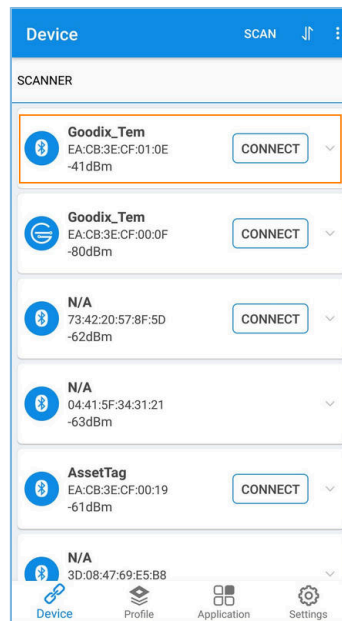 Device SCAN
SCANNER
Goodix_Tem
EA:CB:3E:CF:01:0E CONNECT
-41dBm
Goodix_Tem
EA:CB:3E:CF:00:0F CONNECT
-80dBm
N/A
73:42:20:57:8F:5D CONNECT
-62dBm
N/A
04:41:5F:34:31:21
-63dBm
AssetTag
EA:CB:3E:CF:00:19 CONNECT
-61dBm
N/A
3D:08:47:69:E5:B8
Device Profile Application Settings